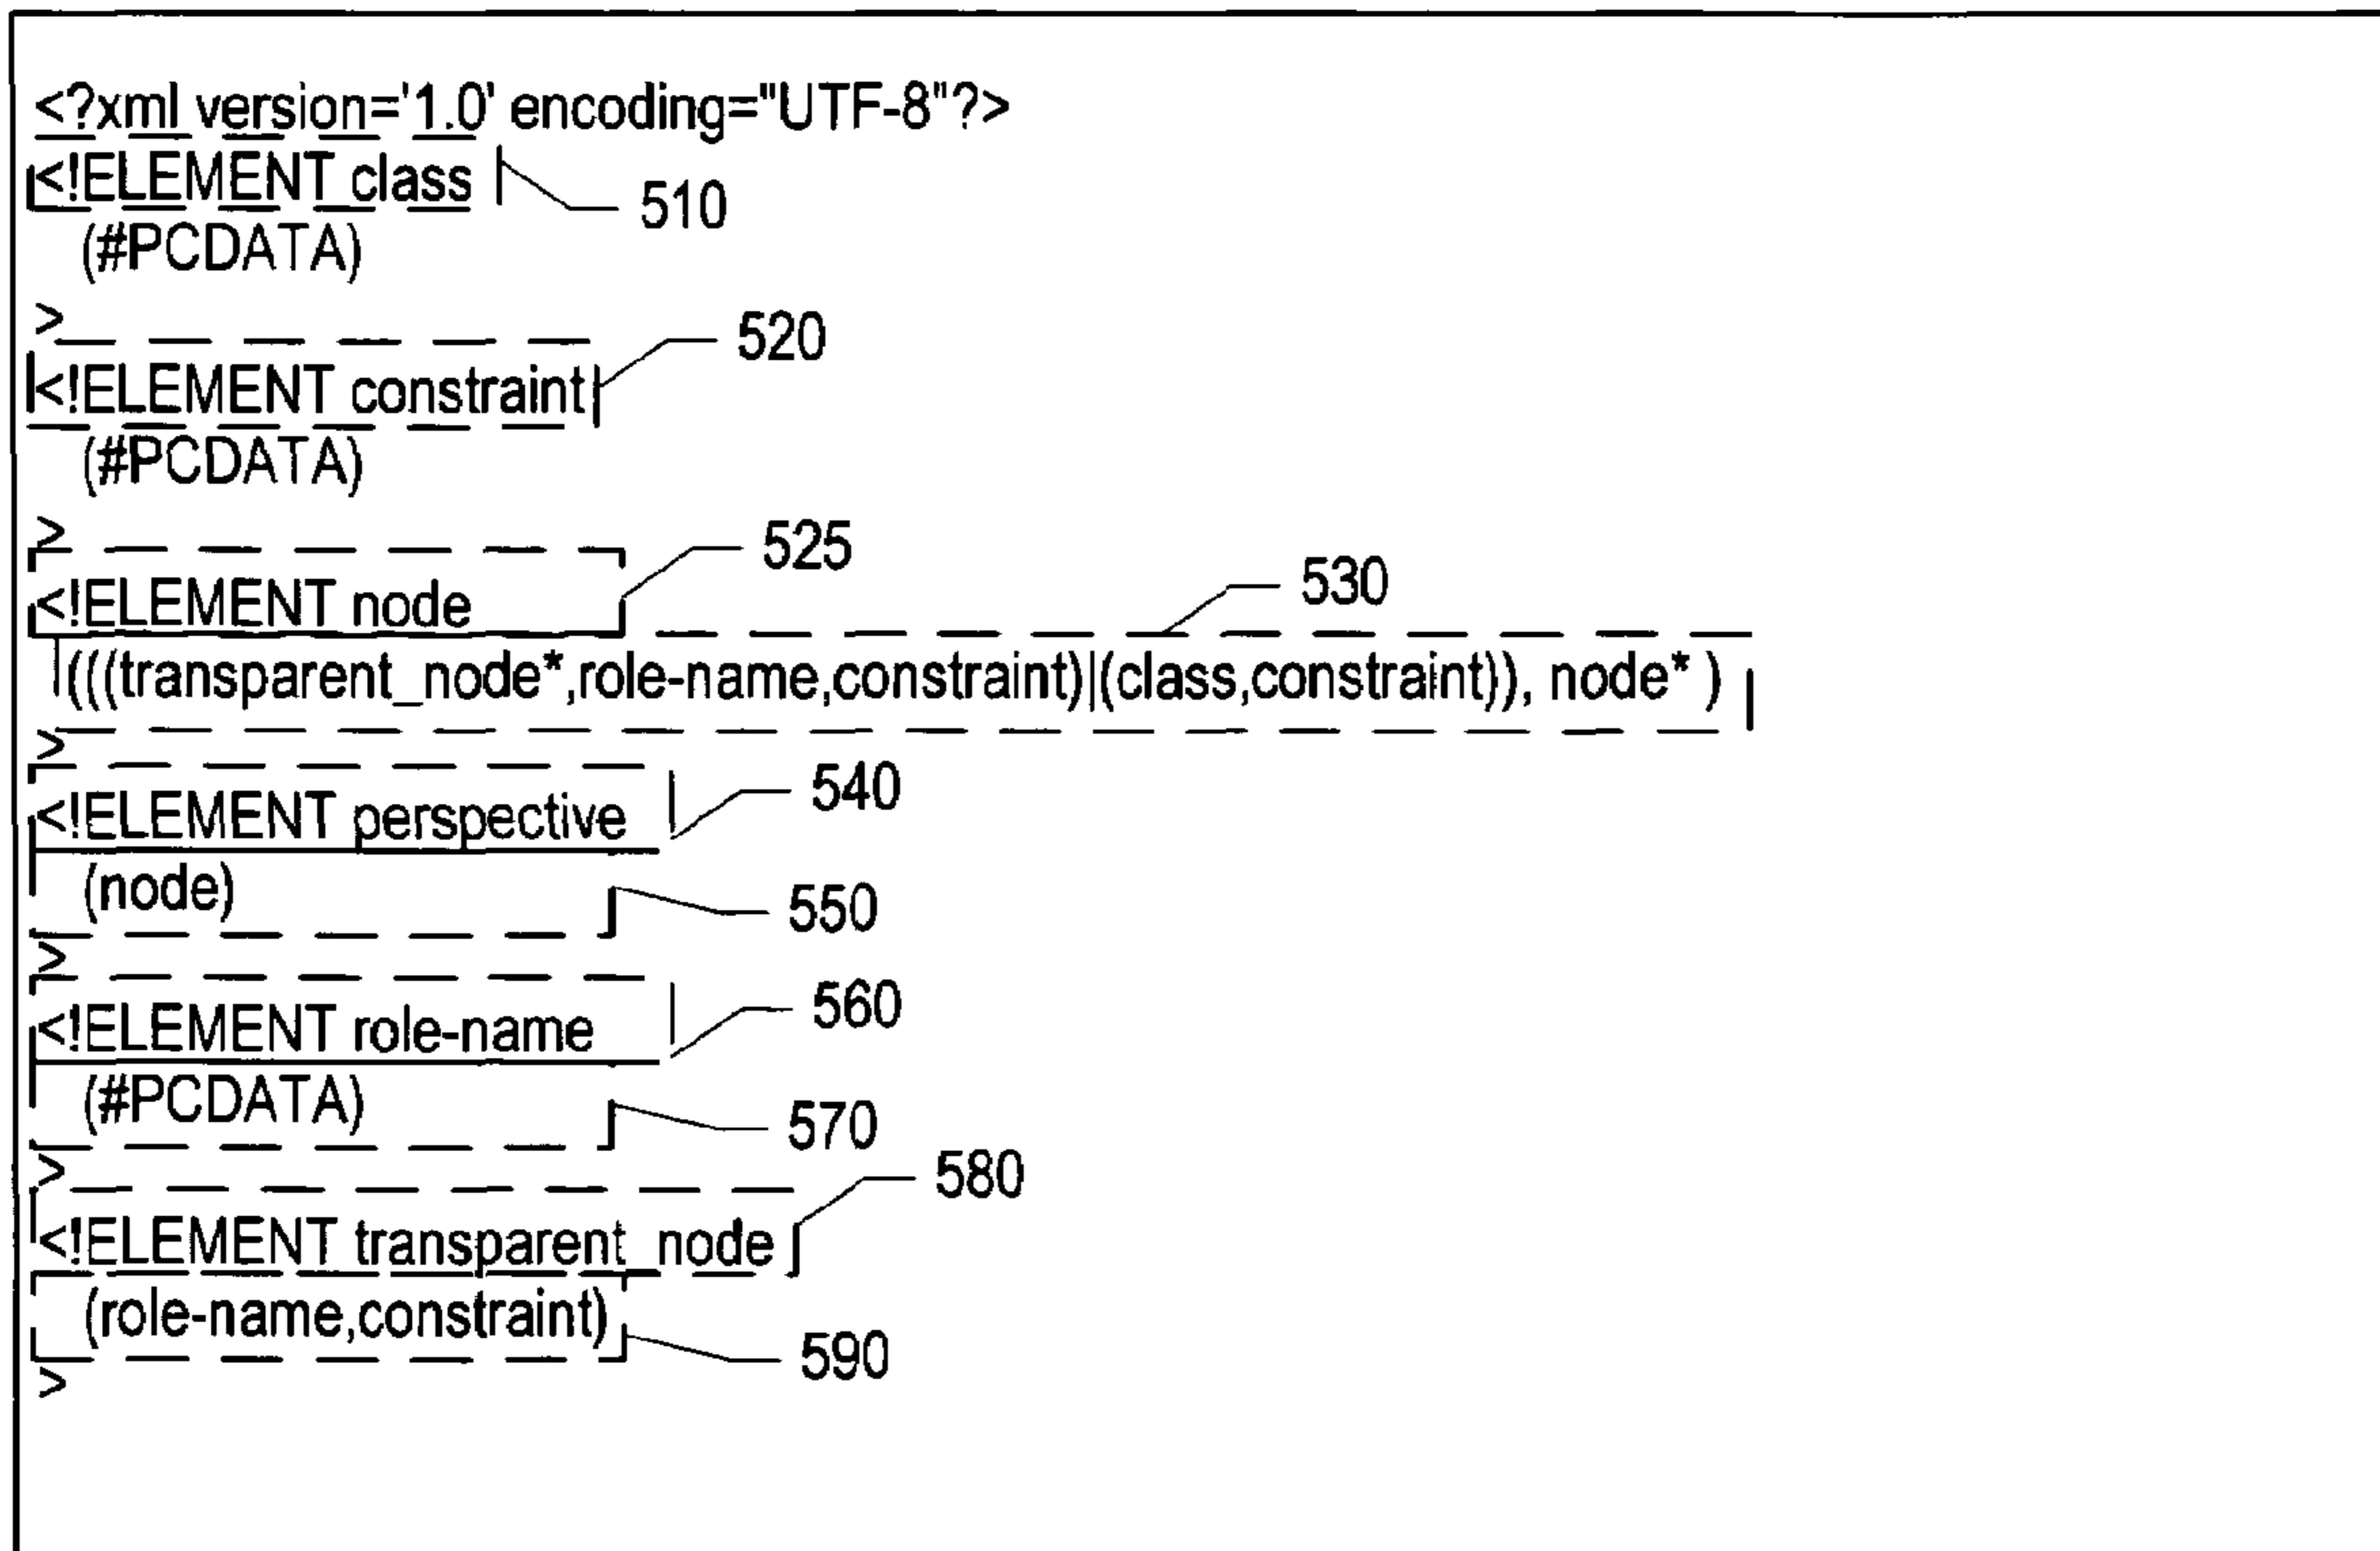 <?xml version='1.0' encoding="UTF-8"?>
<!ELEMENT class
510
(#PCDATA)
>
520
<!ELEMENT constraint
(#PCDATA)
>
525
530
<!ELEMENT node
(((transparent_node*,role-name,constraint)|(class,constraint)), node* )
>
540
<!ELEMENT perspective
(node)
550
>
560
<!ELEMENT role-name
(#PCDATA)
570
>
580
<!ELEMENT transparent_node
(role-name,constraint)
590
>